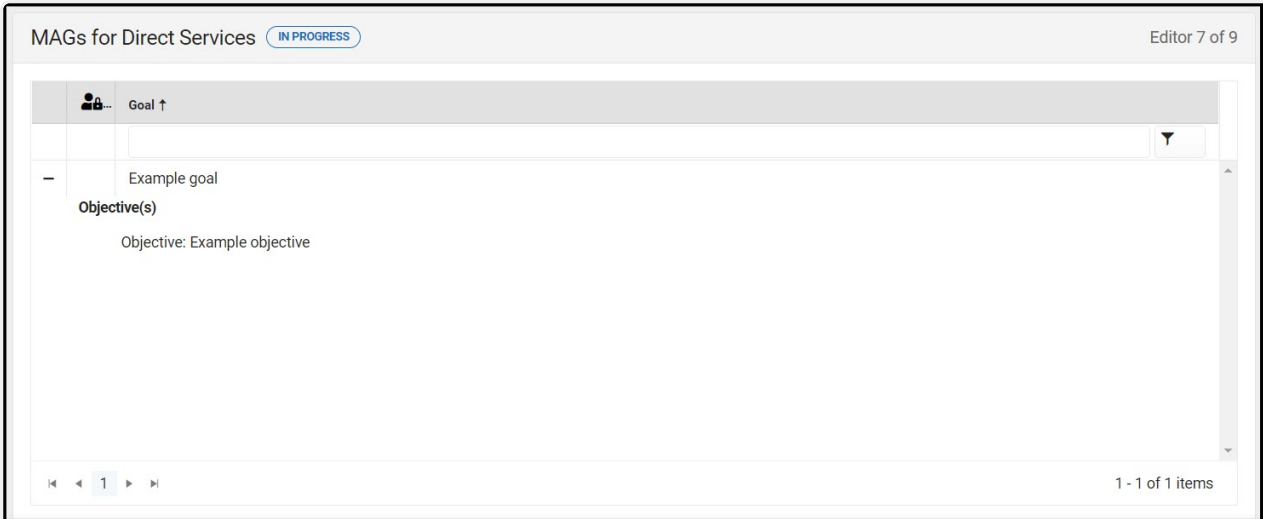 MAGs for Direct Services IN PROGRESS Editor 7 of 9
... Goal ↑
Example goal
Objective(s)
Objective: Example objective
1 1 - 1 of 1 items